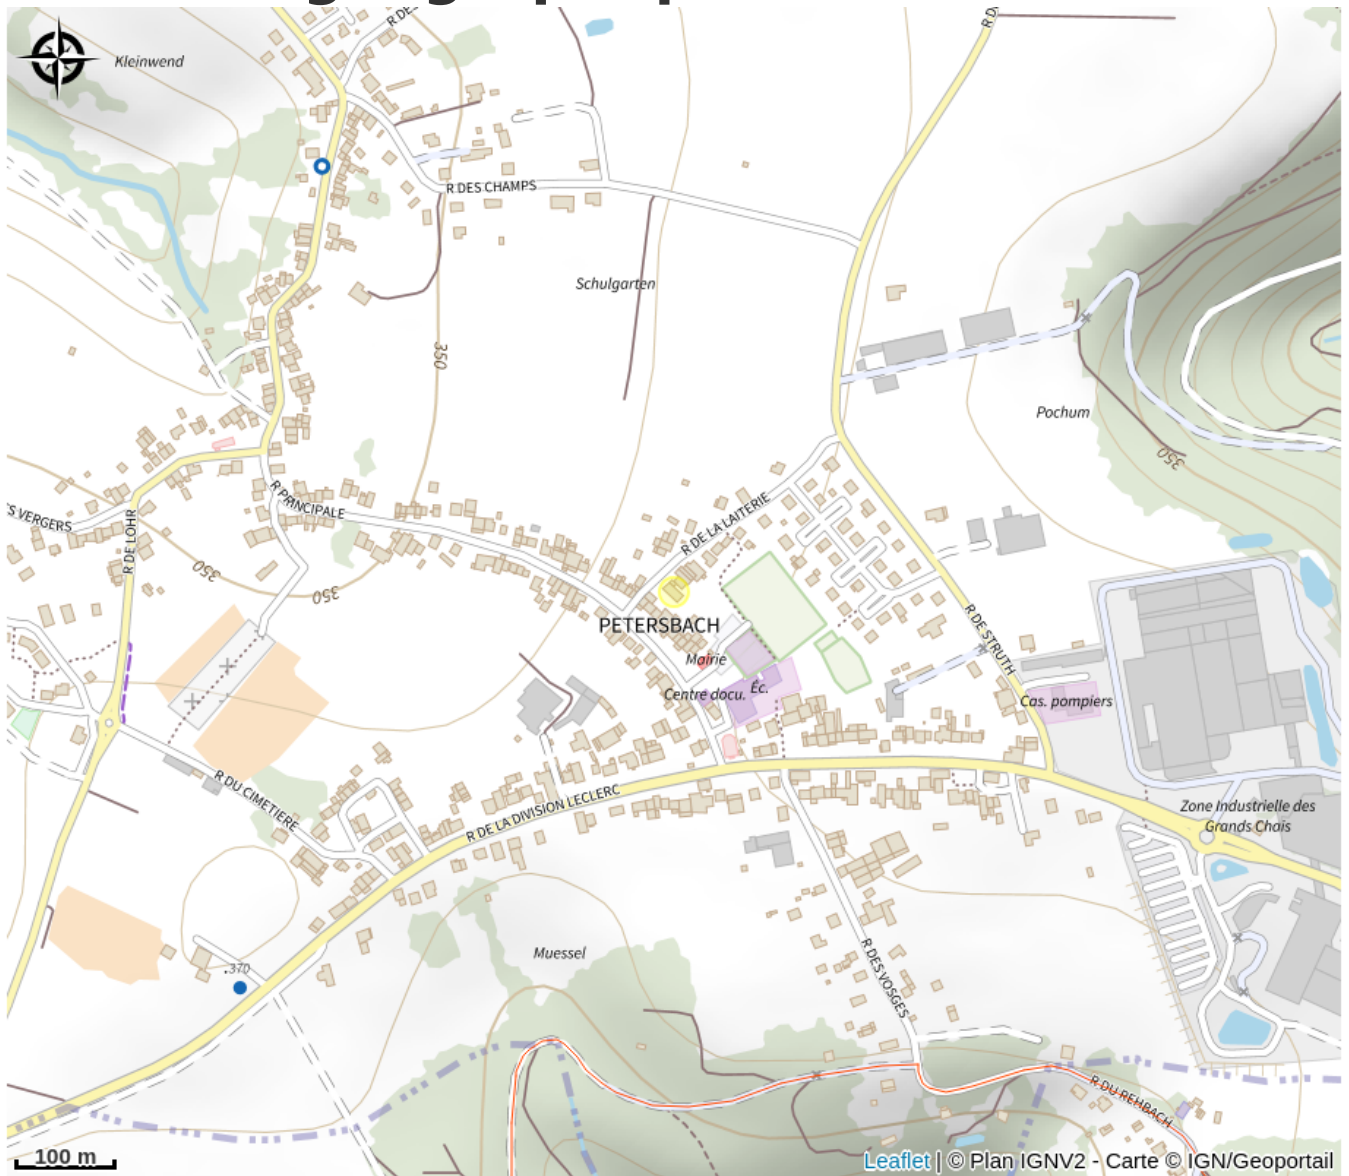 Kleinwend
R DES
R D
R DES CHAMPS
Schulgarten
350
Pochum
350
R PRINCIPALE
S VERGERS
R DE LOHR
R DE LA LAITERIE
350
350
PETERSBACH
R DE STRUTH
Mairie
Centre docu.
Éc.
Cas. pompiers
R DU CIMETIERE
R DE LA DIVISION LECLERC
Zone Industrielle des
Grands Chais
Muessel
.370
R DES VOSGES
R DU REHBACH
100 m
Leaflet | © Plan IGNV2 - Carte © IGN/Geoportail